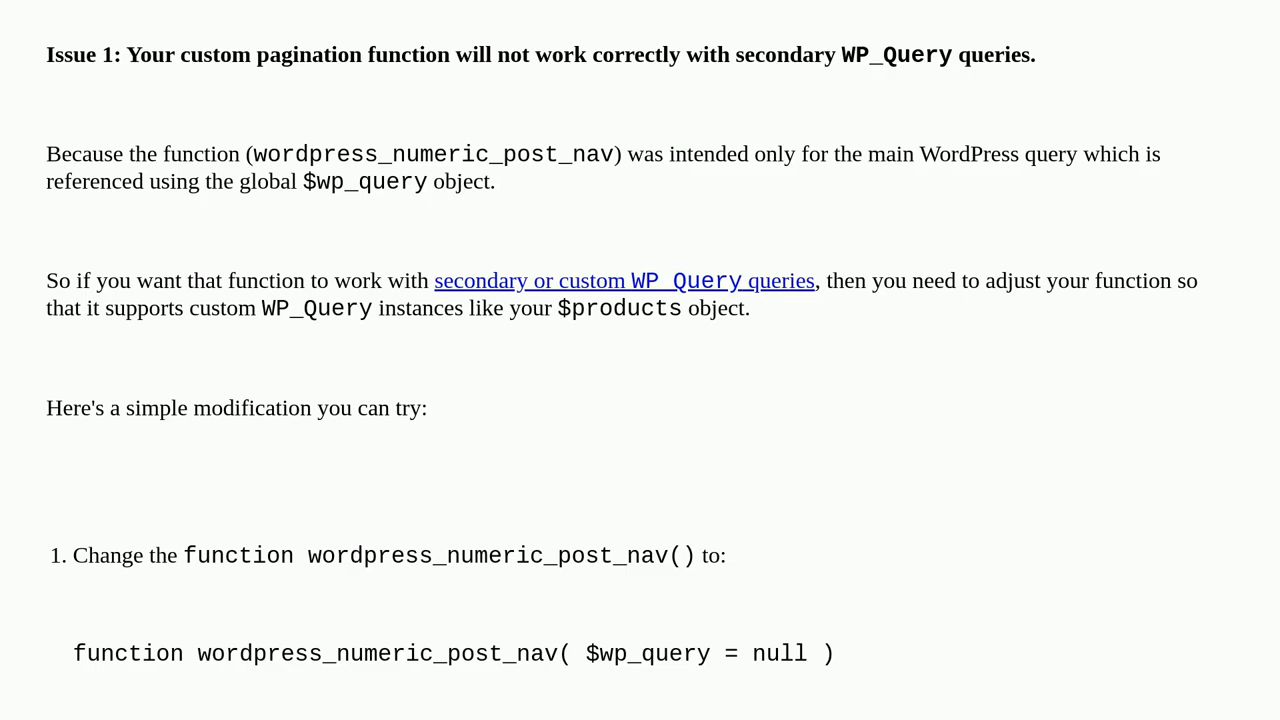 Issue 1: Your custom pagination function will not work correctly with secondary WP_Query queries.
Because the function (wordpress_numeric_post_nav) was intended only for the main WordPress query which is
referenced using the global $wp_query object.
So if you want that function to work with secondary or custom WP_Query queries, then you need to adjust your function so
that it supports custom WP_Query instances like your $products object.
Here's a simple modification you can try:
1. Change the function wordpress_numeric_post_nav() to:
function wordpress_numeric_post_nav( $wp_query = null )